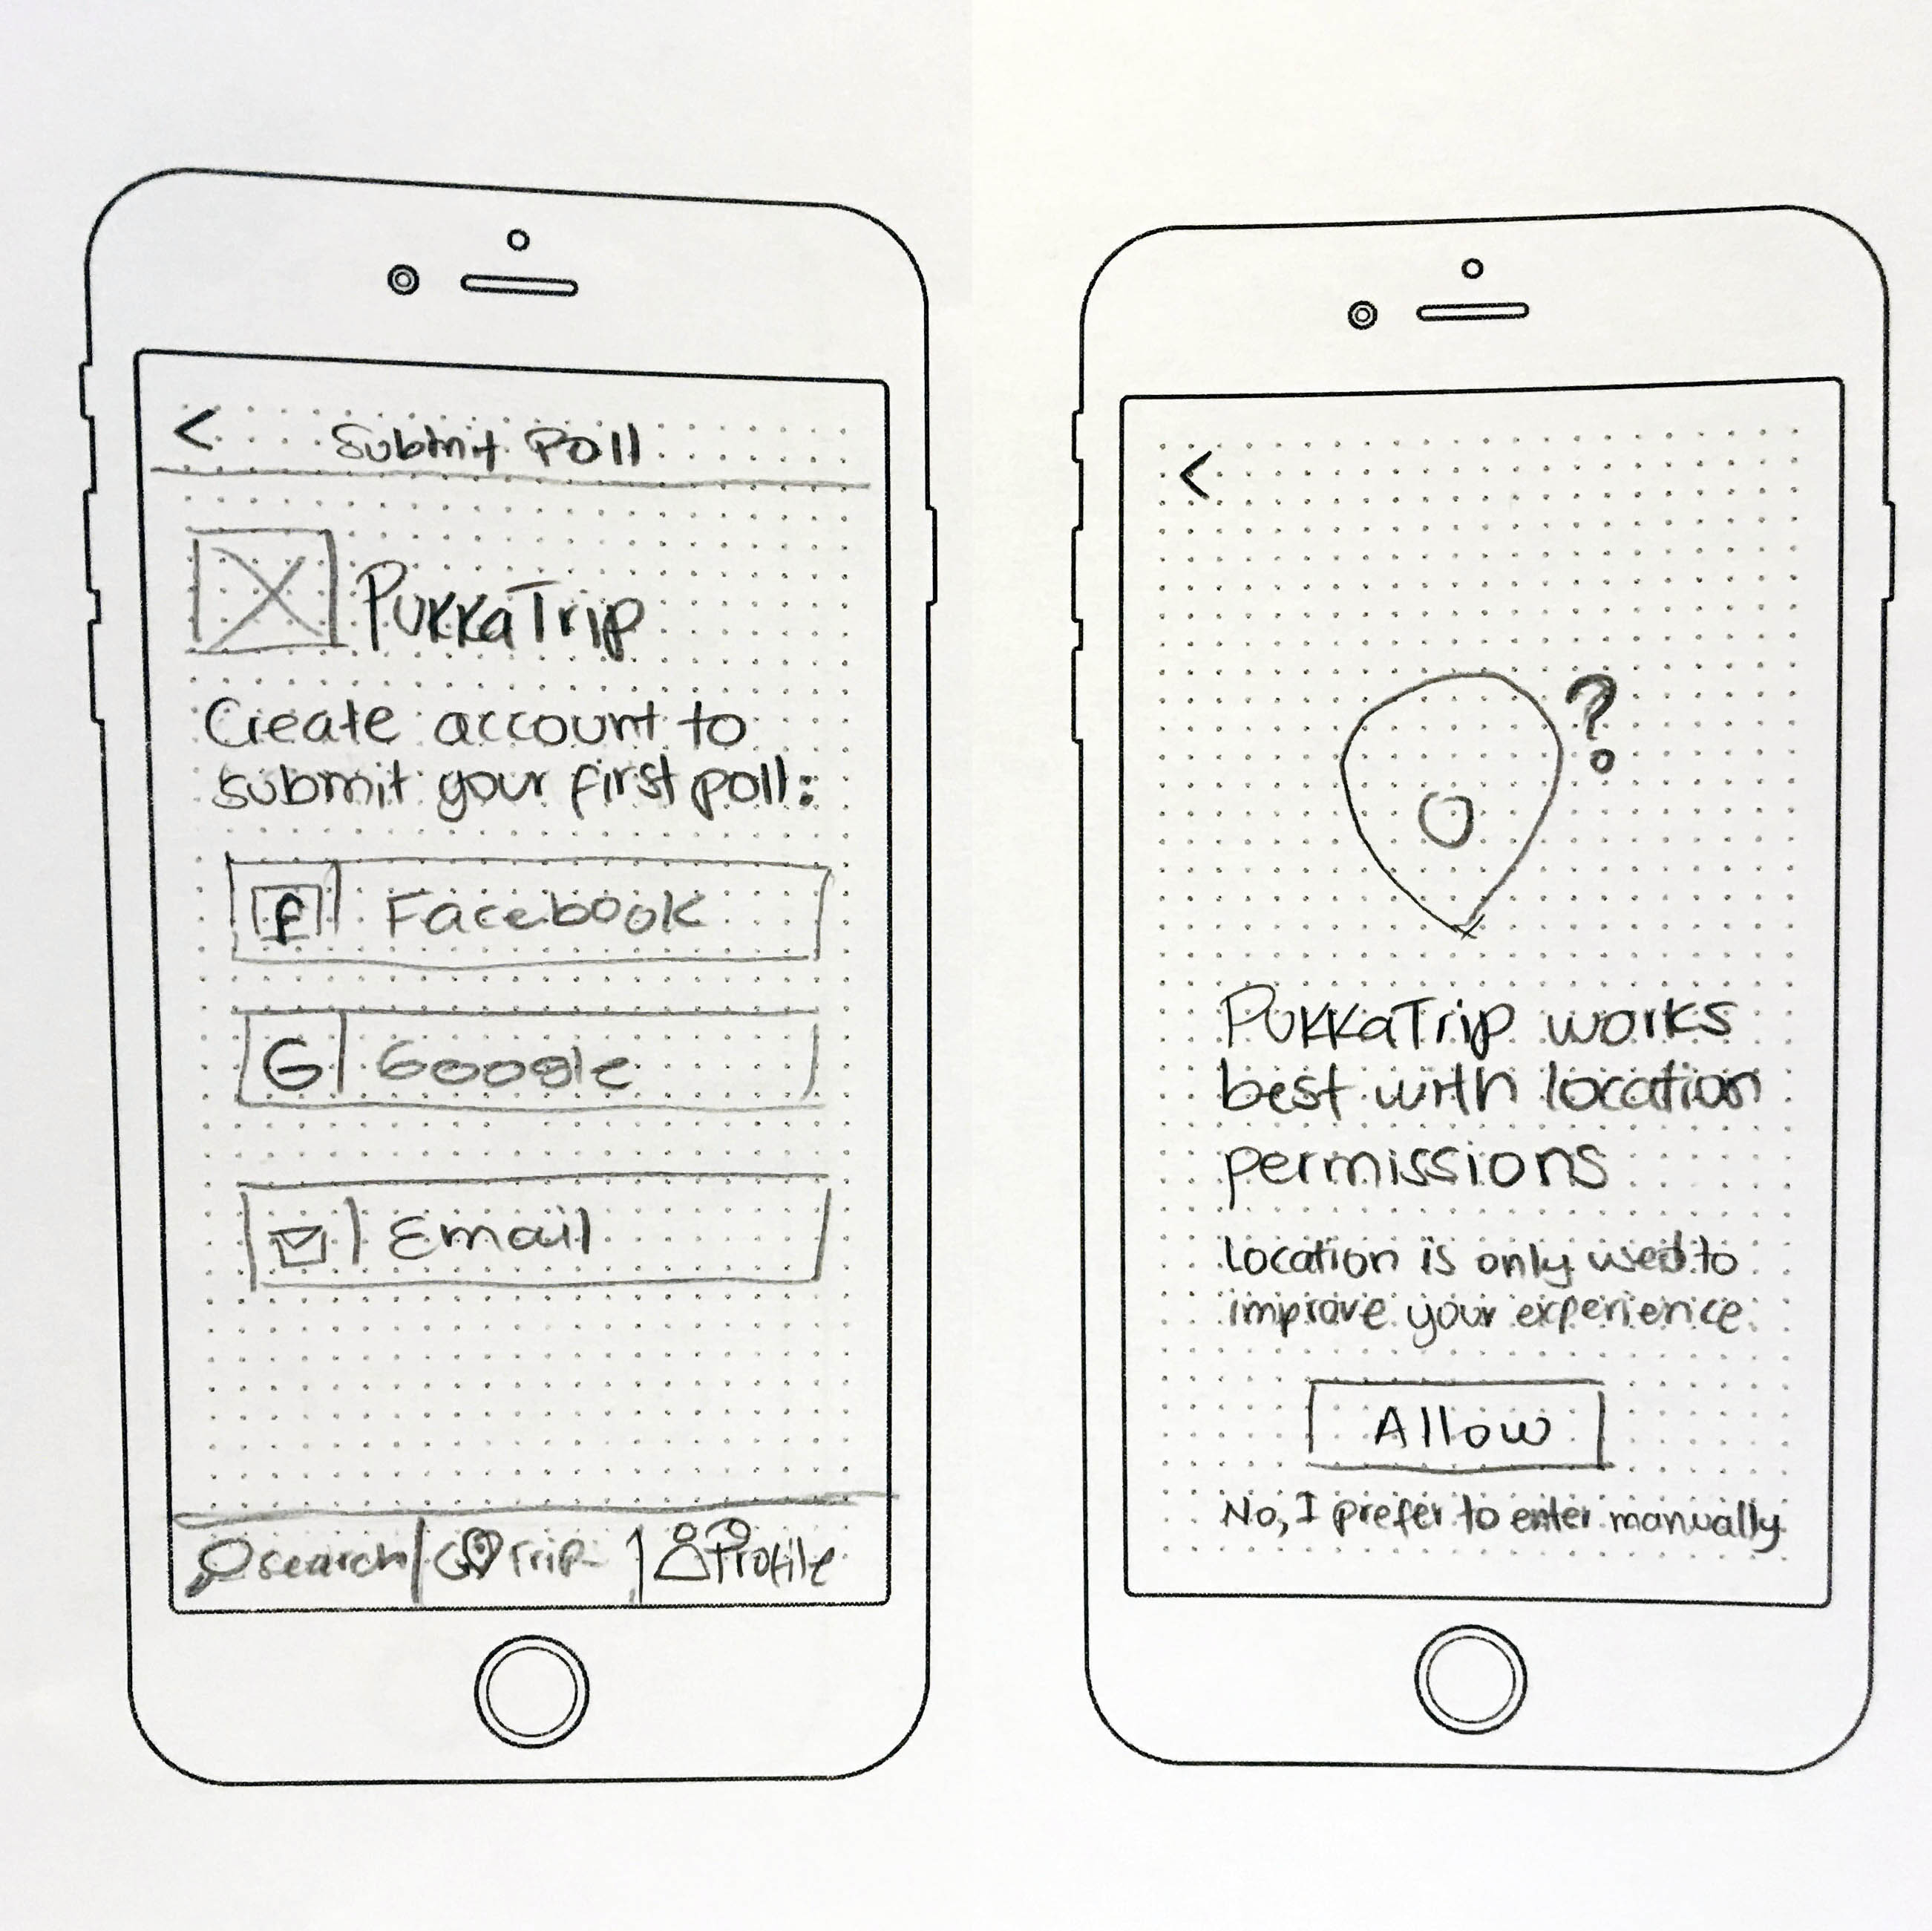 <
Submit Poll
PukkaTrip
Create account to
submit your first poll:
f Facebook
G Google
Email
search
Trip
Profile
<
?
PukkaTrip works
best with location
permissions
Location is only used to
improve your experience.
Allow
No, I prefer to enter manually